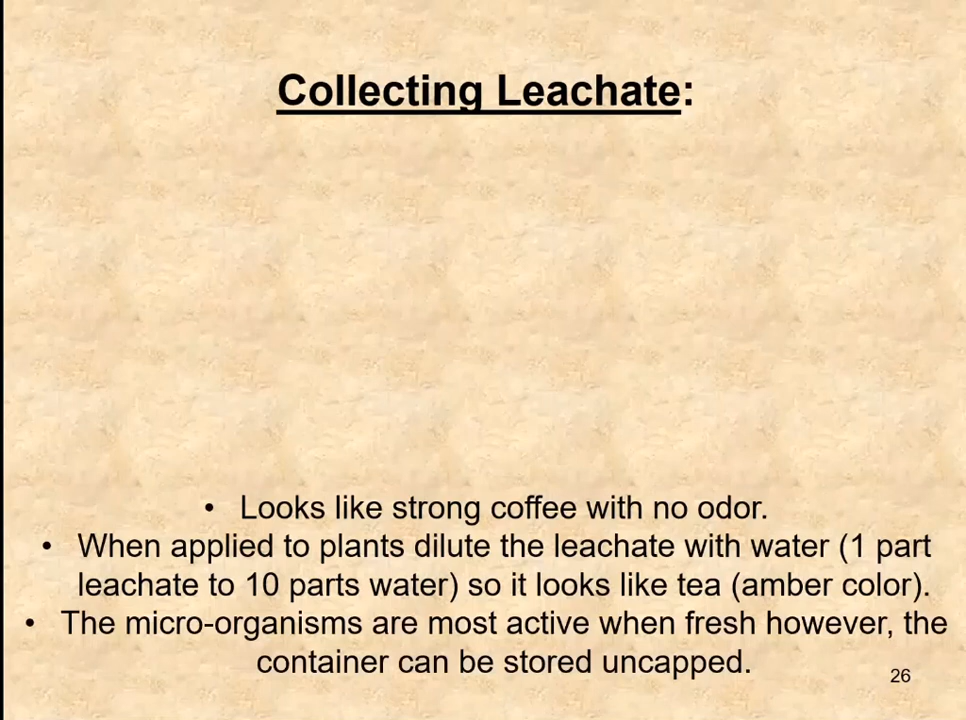 Collecting Leachate:
• Looks like strong coffee with no odor.
• When applied to plants dilute the leachate with water (1 part
leachate to 10 parts water) so it looks like tea (amber color).
• The micro-organisms are most active when fresh however, the
container can be stored uncapped.
26